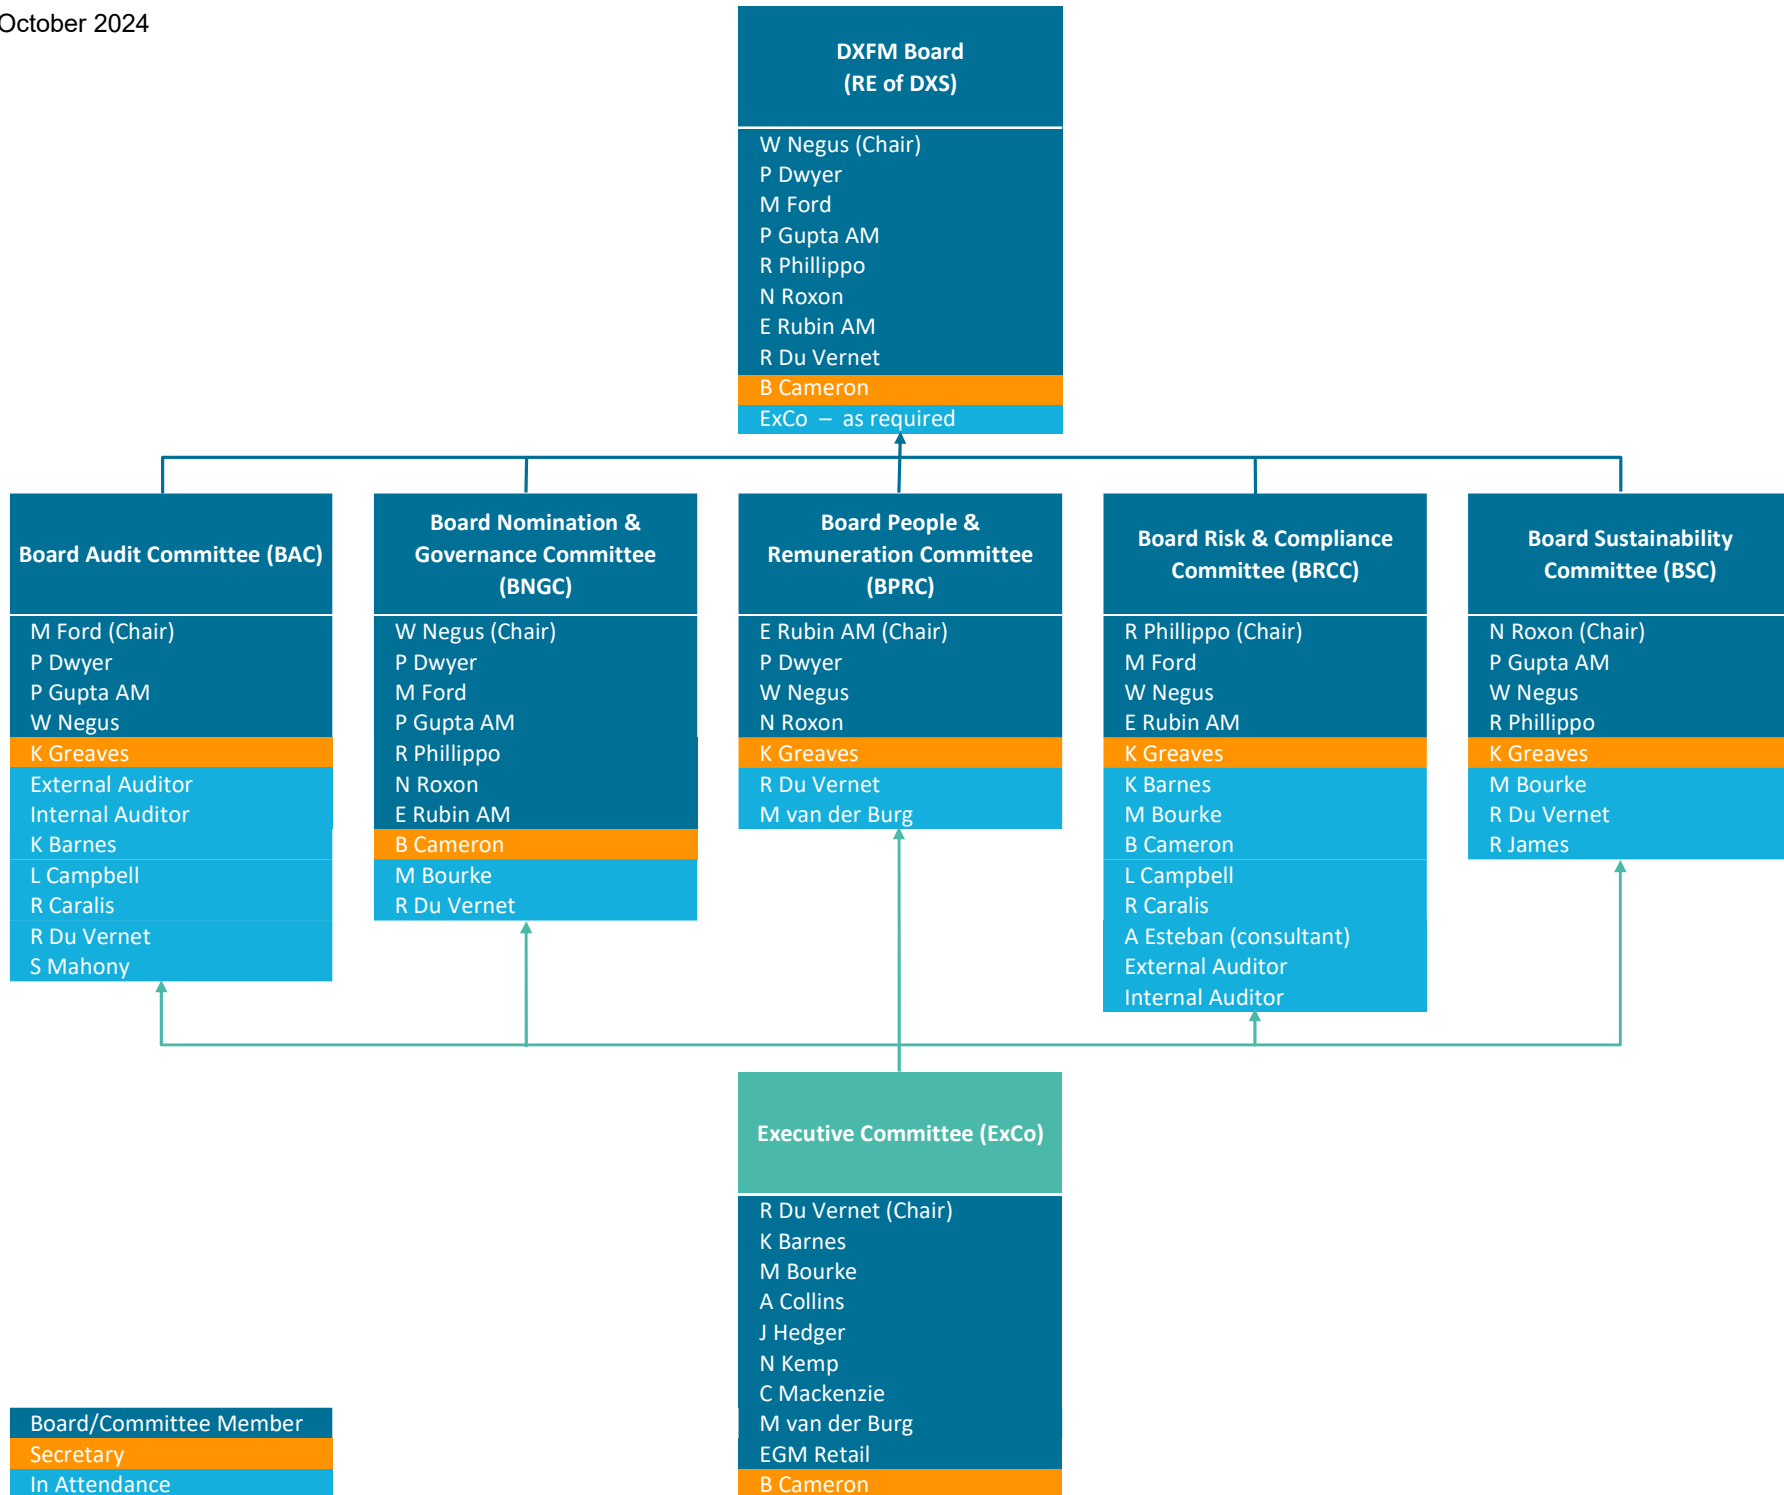 October 2024
DXFM Board
(RE of DXS)
W Negus (Chair)
P Dwyer
M Ford
P Gupta AM
R Phillippo
N Roxon
E Rubin AM
R Du Vernet
B Cameron
ExCo – as required
Board Audit Committee (BAC)
M Ford (Chair)
P Dwyer
P Gupta AM
W Negus
K Greaves
External Auditor
Internal Auditor
K Barnes
L Campbell
R Caralis
R Du Vernet
S Mahony
Board Nomination &
Governance Committee
(BNGC)
W Negus (Chair)
P Dwyer
M Ford
P Gupta AM
R Phillippo
N Roxon
E Rubin AM
B Cameron
M Bourke
R Du Vernet
Board People &
Remuneration Committee
(BPRC)
E Rubin AM (Chair)
P Dwyer
W Negus
N Roxon
K Greaves
R Du Vernet
M van der Burg
Board Risk & Compliance
Committee (BRCC)
R Phillippo (Chair)
M Ford
W Negus
E Rubin AM
K Greaves
K Barnes
M Bourke
B Cameron
L Campbell
R Caralis
A Esteban (consultant)
External Auditor
Internal Auditor
Board Sustainability
Committee (BSC)
N Roxon (Chair)
P Gupta AM
W Negus
R Phillippo
K Greaves
M Bourke
R Du Vernet
R James
Executive Committee (ExCo)
R Du Vernet (Chair)
K Barnes
M Bourke
A Collins
J Hedger
N Kemp
C Mackenzie
M van der Burg
EGM Retail
B Cameron
Board/Committee Member
Secretary
In Attendance